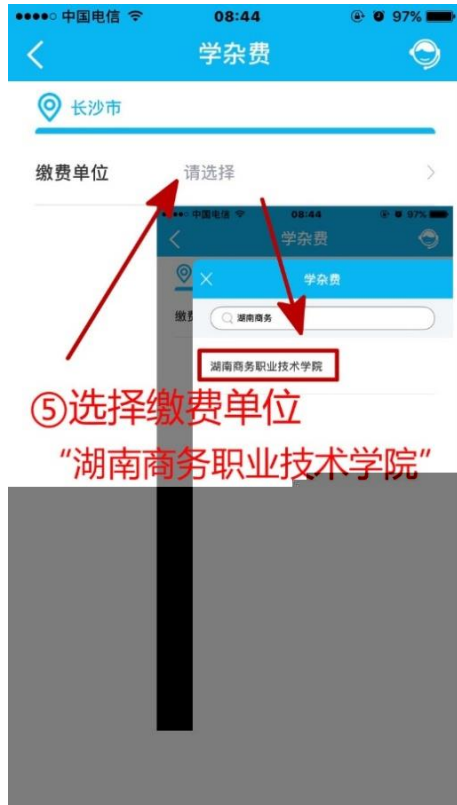 中国电信 08:44 97%
学杂费
长沙市
缴费单位 请选择
中国电信 08:44 97%
学杂费
学杂费
缴费
湖南商务
湖南商务职业技术学院
⑤选择缴费单位
“湖南商务职业技术学院”